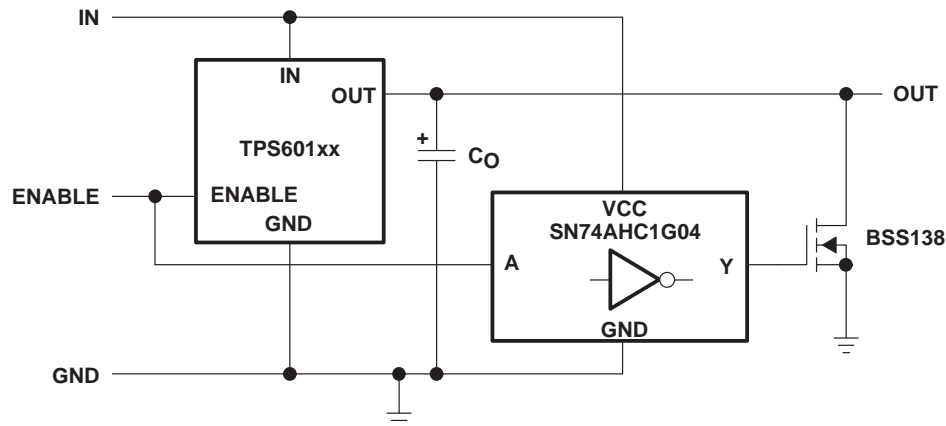 IN
IN
OUT
OUT
TPS601xx
+
CO
ENABLE
ENABLE
GND
VCC
SN74AHC1G04
BSS138
A
Y
GND
GND